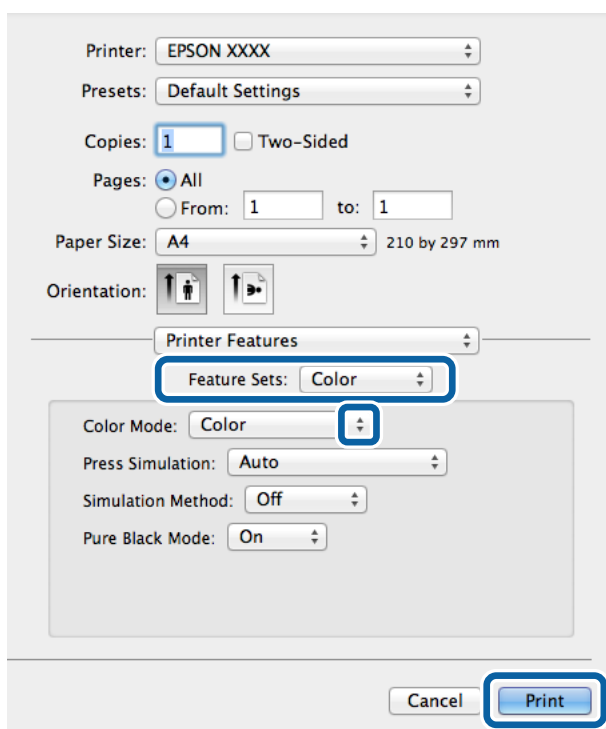 Printer: EPSON XXXX
Presets: Default Settings
Copies: 1 Two-Sided
Pages: All
From: 1 to: 1
Paper Size: A4 210 by 297 mm
Orientation:
Printer Features
Feature Sets: Color
Color Mode: Color
Press Simulation: Auto
Simulation Method: Off
Pure Black Mode: On
Cancel Print